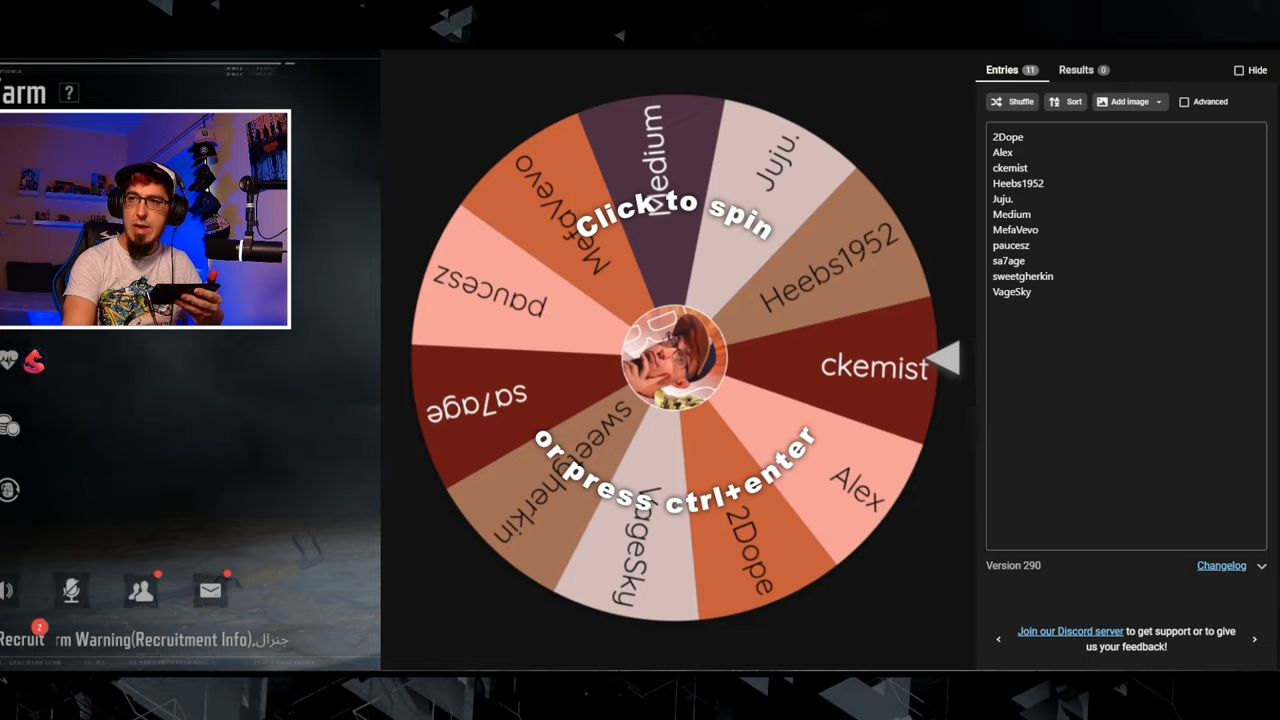 arm ?
Entries 11 Results 0 Hide
Shuffle Sort Add image Advanced
2Dope
Alex
ckemist
Heebs1952
Juju.
Medium
MefaVevo
paucesz
sa7age
sweetgherkin
VageSky
Medium
Juju.
Heebs1952
ckemist
Alex
2Dope
VageSky
sweetgherkin
sa7age
paucesz
MefaVevo
Click to spin
or press ctrl+enter
Version 290 Changelog
Join our Discord server to get support or to give
us your feedback!
2
Recruit rm Warning(Recruitment Info).جنرال